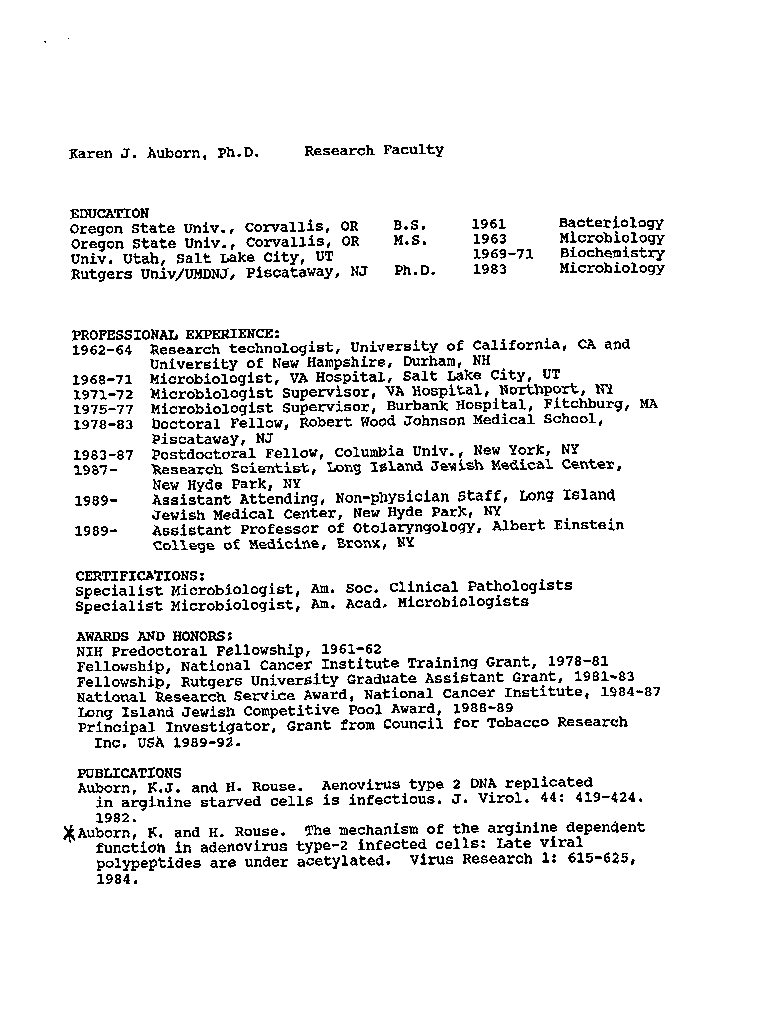 Karen J. Auborn, Ph.D. Research Faculty
EDUCATION
Oregon State Univ., Corvallis, OR B.S. 1961 Bacteriology
Oregon State Univ., Corvallis, OR M.S. 1963 Microbiology
Univ. Utah, Salt Lake City, UT 1969-71 Biochemistry
Rutgers Univ/UMDNJ, Piscataway, NJ Ph.D. 1983 Microbiology
PROFESSIONAL EXPERIENCE:
1962-64 Research technologist, University of California, CA and
University of New Hampshire, Durham, NH
1968-71 Microbiologist, VA Hospital, Salt Lake City, UT
1971-72 Microbiologist Supervisor, VA Hospital, Northport, NY
1975-77 Microbiologist Supervisor, Burbank Hospital, Fitchburg, MA
1978-83 Doctoral Fellow, Robert Wood Johnson Medical School,
Piscataway, NJ
1983-87 Postdoctoral Fellow, Columbia Univ., New York, NY
1987- Research Scientist, Long Island Jewish Medical Center,
New Hyde Park, NY
1989- Assistant Attending, Non-physician Staff, Long Island
Jewish Medical Center, New Hyde Park, NY
1989- Assistant Professor of Otolaryngology, Albert Einstein
College of Medicine, Bronx, NY
CERTIFICATIONS:
Specialist Microbiologist, Am. Soc. Clinical Pathologists
Specialist Microbiologist, Am. Acad. Microbiologists
AWARDS AND HONORS:
NIH Predoctoral Fellowship, 1961-62
Fellowship, National Cancer Institute Training Grant, 1978-81
Fellowship, Rutgers University Graduate Assistant Grant, 1981-83
National Research Service Award, National Cancer Institute, 1984-87
Long Island Jewish Competitive Pool Award, 1988-89
Principal Investigator, Grant from Council for Tobacco Research
Inc. USA 1989-92.
PUBLICATIONS
Auborn, K.J. and H. Rouse. Aenovirus type 2 DNA replicated
in arginine starved cells is infectious. J. Virol. 44: 419-424.
1982.
*Auborn, K. and H. Rouse. The mechanism of the arginine dependent
function in adenovirus type-2 infected cells: Late viral
polypeptides are under acetylated. Virus Research 1: 615-625,
1984.